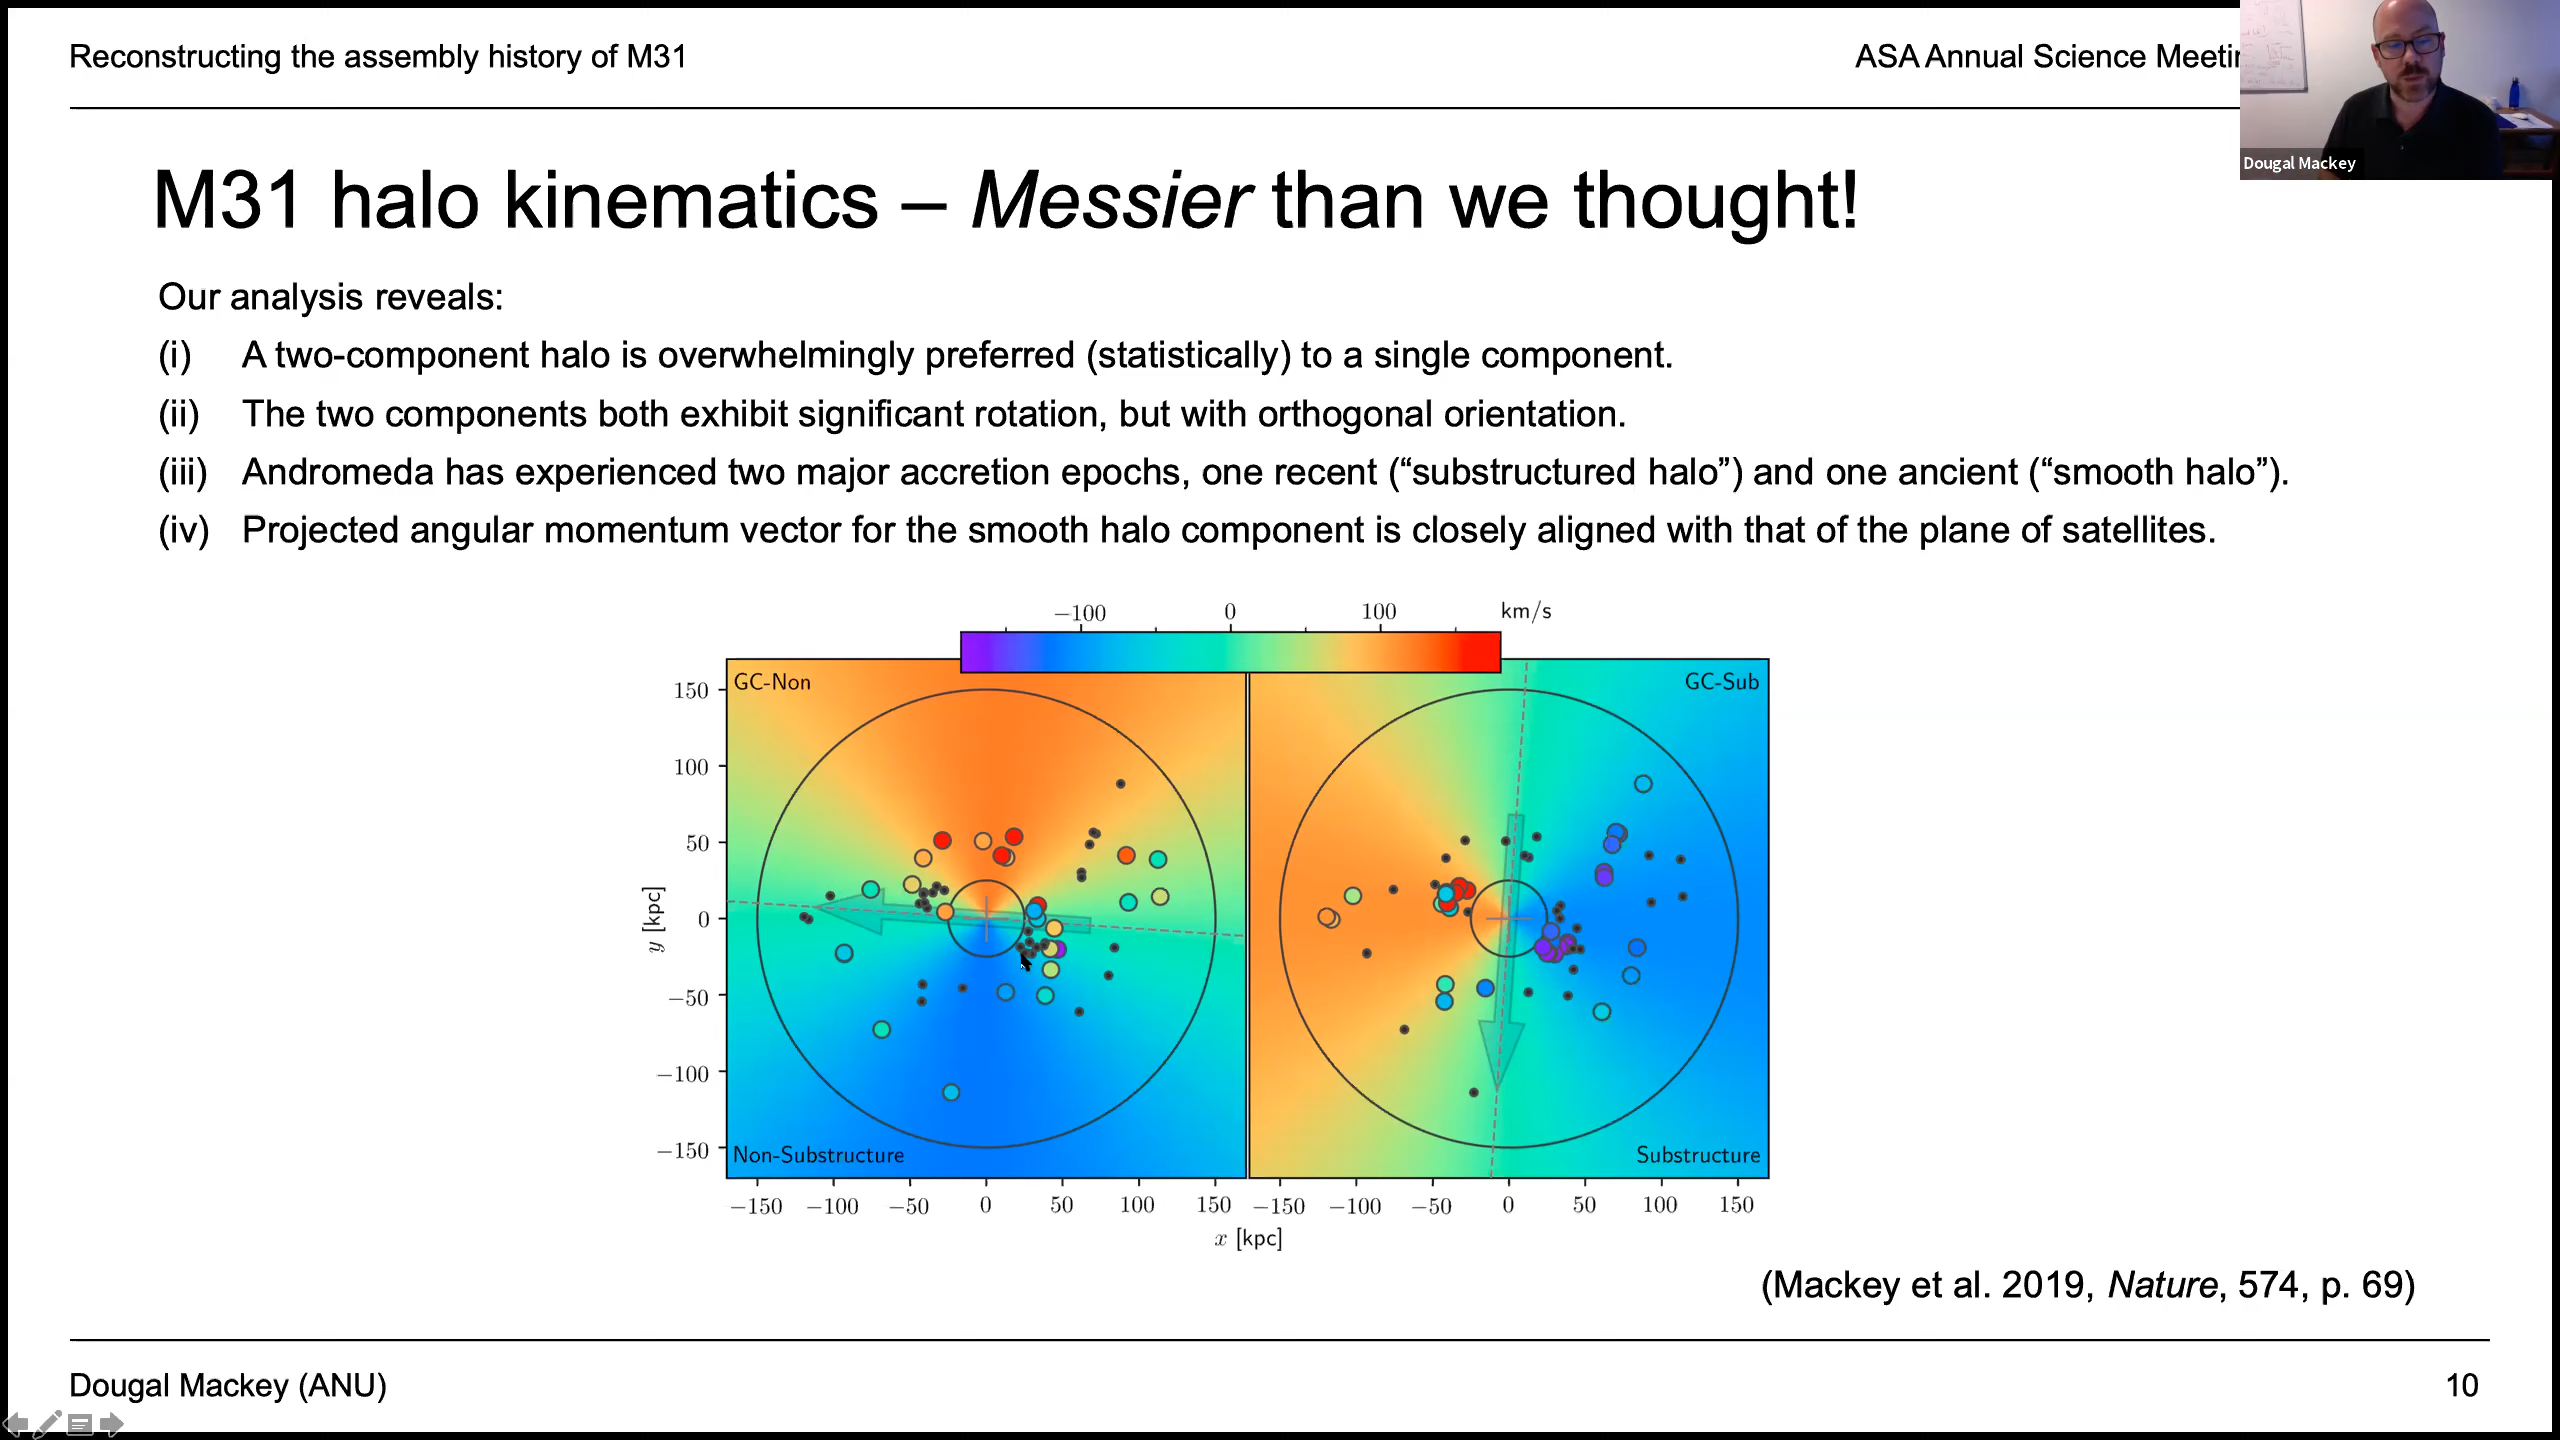 Reconstructing the assembly history of M31
ASA Annual Science Meetin
Dougal Mackey
M31 halo kinematics – Messier than we thought!
Our analysis reveals:
(i) A two-component halo is overwhelmingly preferred (statistically) to a single component.
(ii) The two components both exhibit significant rotation, but with orthogonal orientation.
(iii) Andromeda has experienced two major accretion epochs, one recent (“substructured halo”) and one ancient (“smooth halo”).
(iv) Projected angular momentum vector for the smooth halo component is closely aligned with that of the plane of satellites.
−100 0 100 km/s
GC-Non
GC-Sub
150
100
50
0
−50
−100
−150
y [kpc]
Non-Substructure
Substructure
−150 −100 −50 0 50 100 150 −150 −100 −50 0 50 100 150
x [kpc]
(Mackey et al. 2019, Nature, 574, p. 69)
Dougal Mackey (ANU)
10